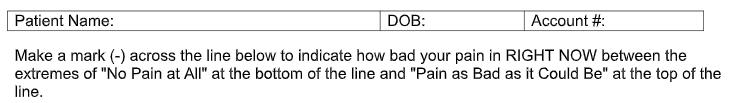 Patient Name: DOB: Account #:
Make a mark (-) across the line below to indicate how bad your pain in RIGHT NOW between the
extremes of "No Pain at All" at the bottom of the line and "Pain as Bad as it Could Be" at the top of the
line.